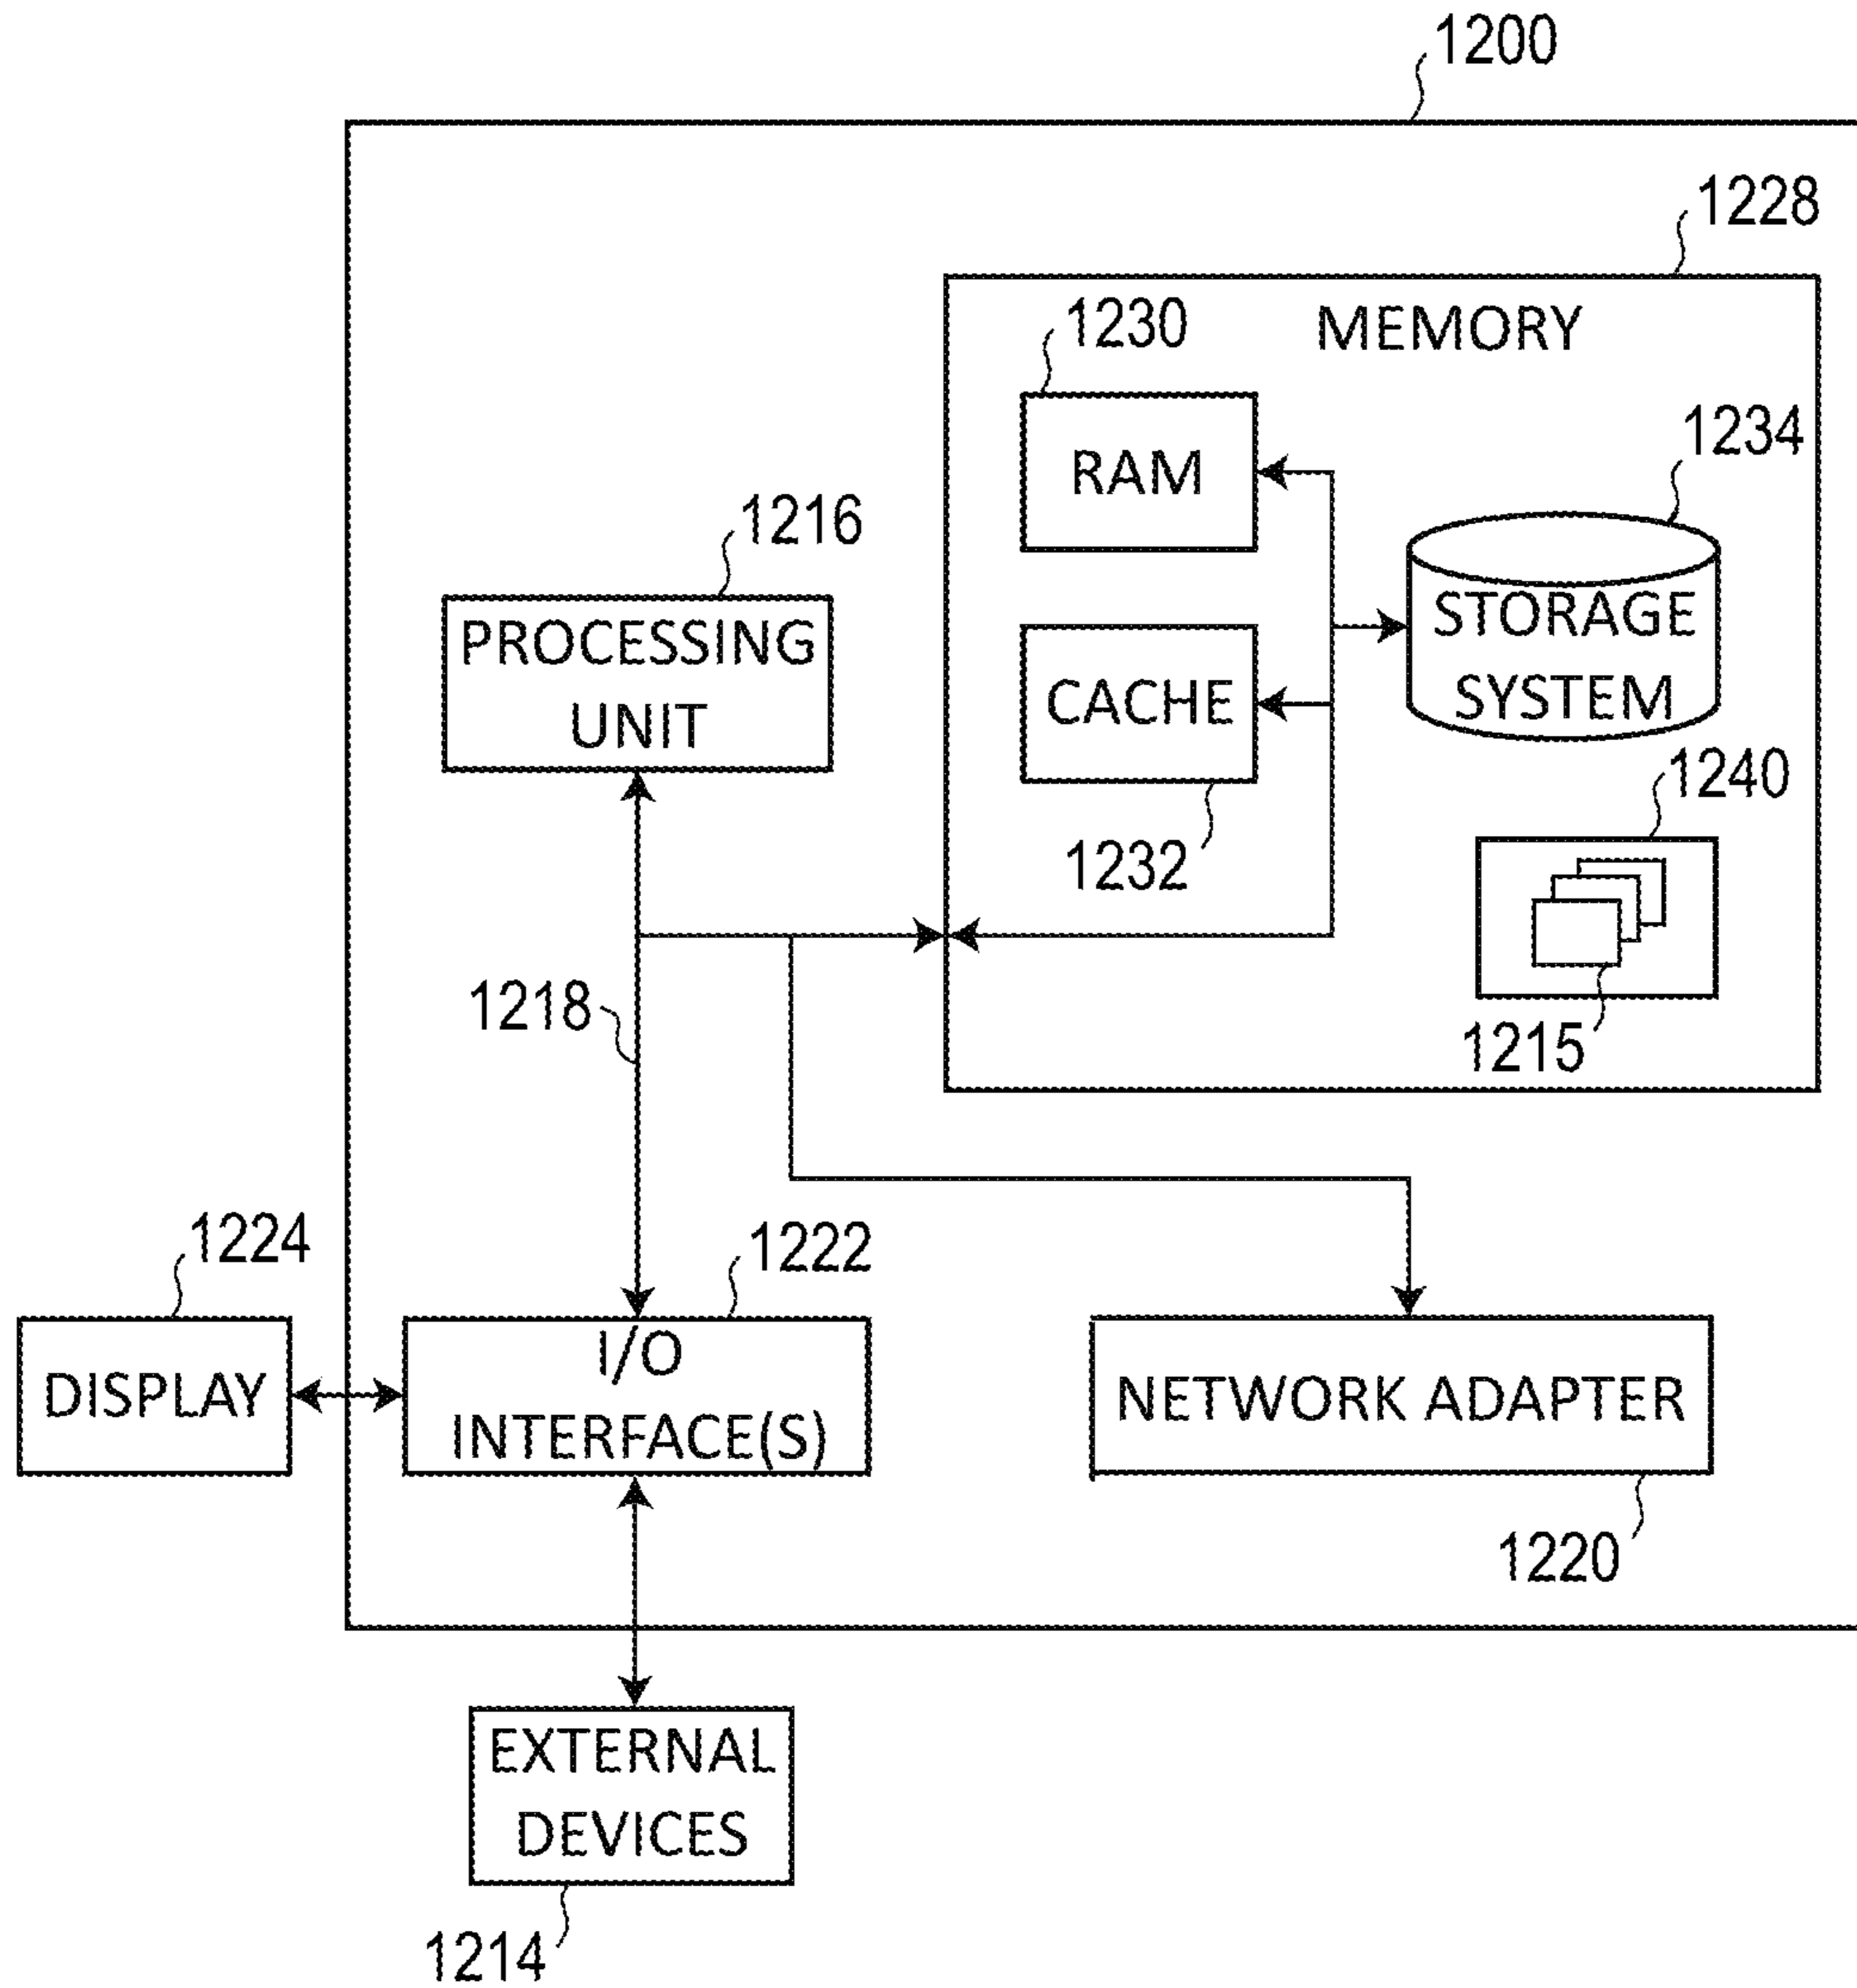 1200
1228
MEMORY
1230
RAM
1234
STORAGE
SYSTEM
1216
PROCESSING
UNIT
CACHE
1232
1240
1215
1218
1224
DISPLAY
1222
I/O
INTERFACE(S)
NETWORK ADAPTER
1220
EXTERNAL
DEVICES
1214